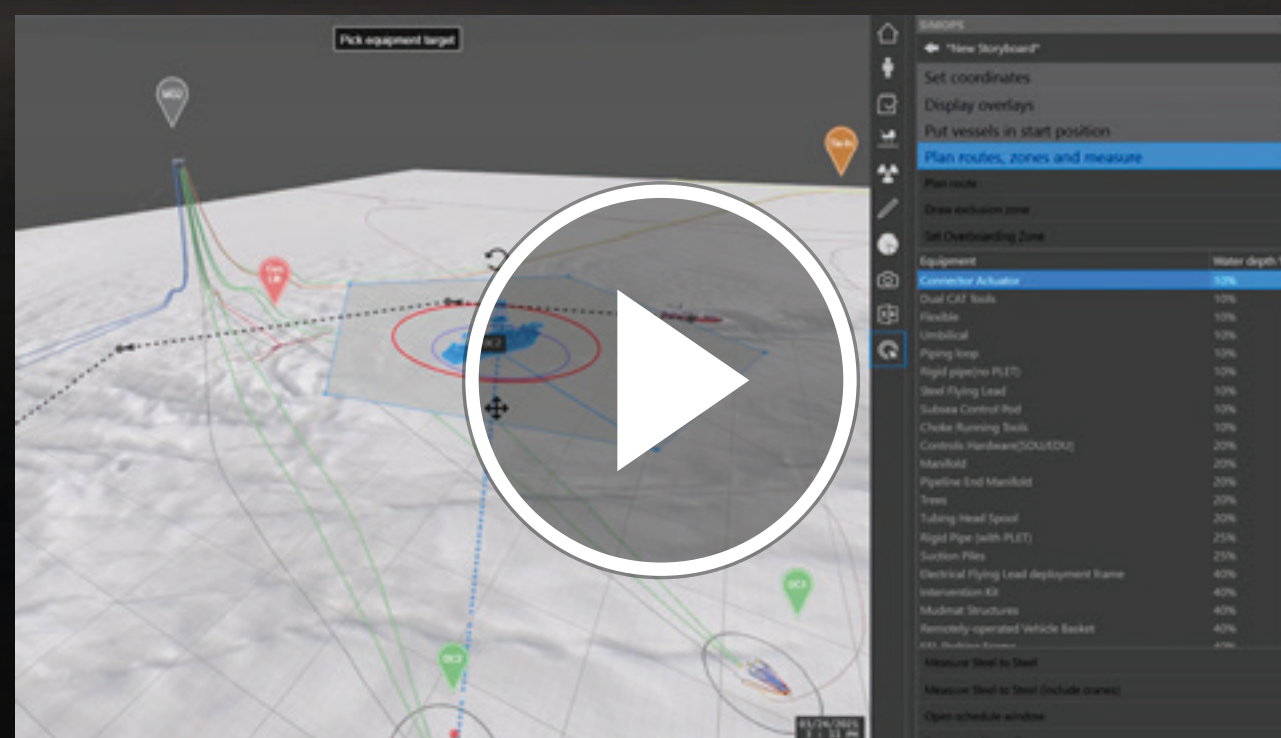 Pick equipment target
SIMOPS
"New Storyboard"
Set coordinates
Display overlays
Put vessels in start position
Plan routes, zones and measure
Plan route
Draw exclusion zone
Set Overboarding Zone
Equipment Water depth
Connector Actuator 10%
Dual CAT Tools 10%
Flexible 10%
Umbilical 10%
Piping loop 10%
Rigid pipe(no PLET) 10%
Steel Flying Lead 10%
Subsea Control Pod 10%
Choke Running Tools 10%
Controls Hardware(SDU/EDU) 20%
Manifold 20%
Pipeline End Manifold 20%
Trees 20%
Tubing Head Spool 20%
Rigid Pipe (with PLET) 25%
Suction Piles 25%
Electrical Flying Lead deployment frame 40%
Intervention Kit 40%
Mudmat Structures 40%
Remotely-operated Vehicle Basket 40%
Measure Steel to Steel
Measure Steel to Steel (include cranes)
Open schedule window
DC2